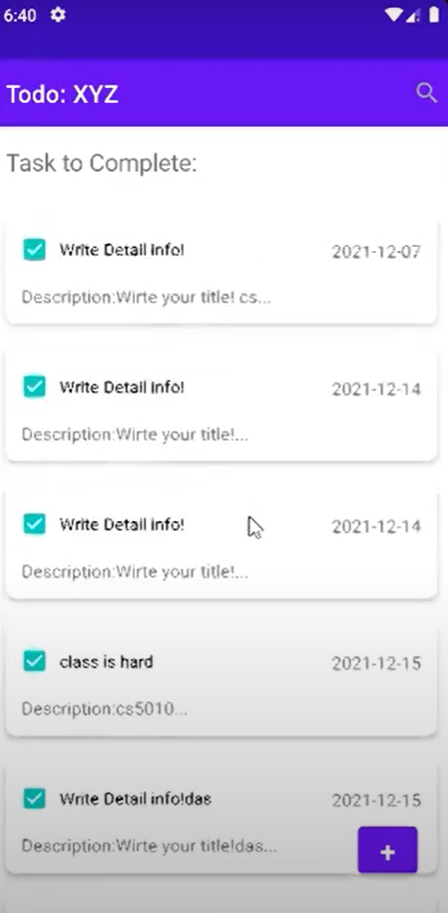 6:40
Todo: XYZ
Task to Complete:
Write Detail info! 2021-12-07
Description:Wirte your title! cs...
Write Detail info! 2021-12-14
Description:Wirte your title!...
Write Detail info! 2021-12-14
Description:Wirte your title!...
class is hard 2021-12-15
Description:cs5010...
Write Detail info!das 2021-12-15
Description:Wirte your title!das...
+